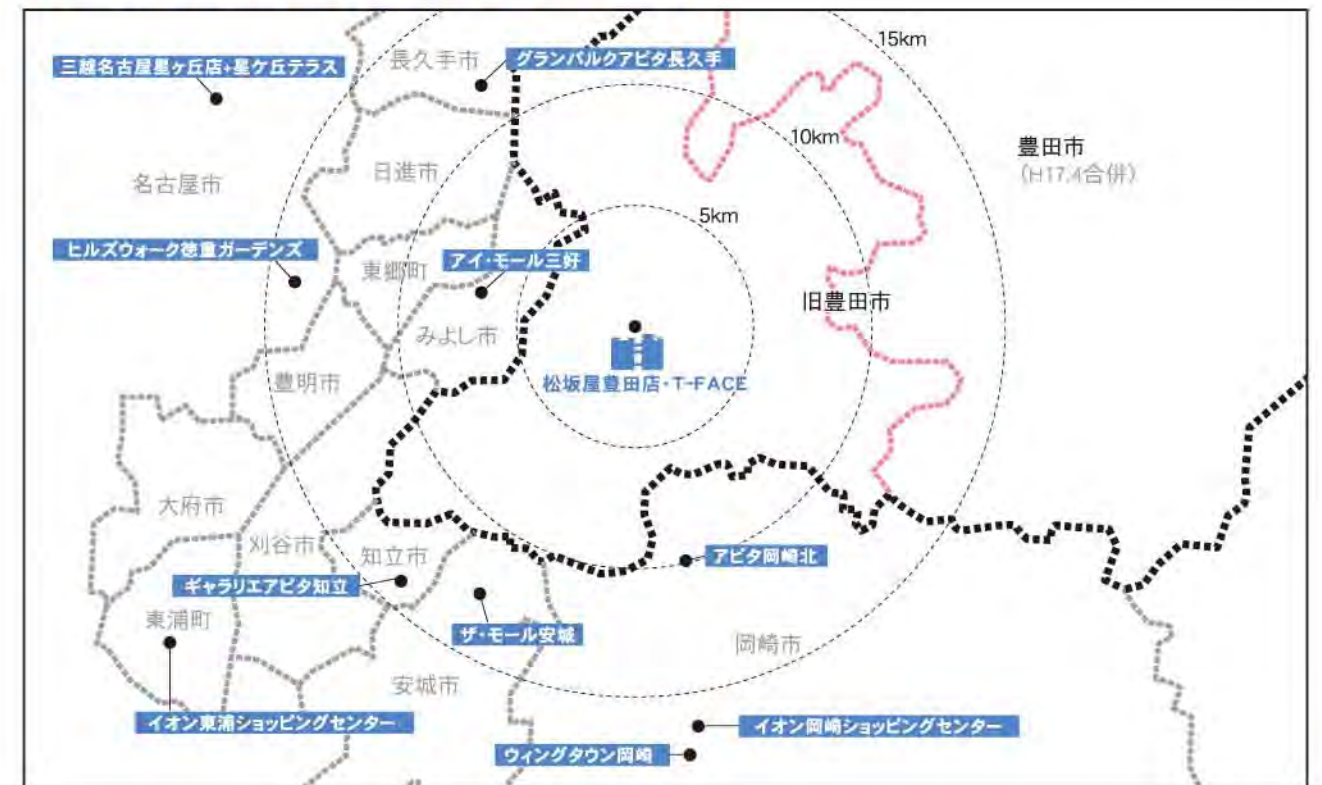 15km
長久手市
グランパルクアピタ長久手
三越名古屋星ヶ丘店+星ケ丘テラス
10km
豊田市
（H17.4合併）
日進市
名古屋市
5km
ヒルズウォーク徳重ガーデンズ
アイ・モール三好
東郷町
旧豊田市
みよし市
豊明市
松坂屋豊田店・T-FACE
大府市
刈谷市
知立市
アピタ岡崎北
ギャラリエアピタ知立
東浦町
ザ・モール安城
岡崎市
安城市
イオン東浦ショッピングセンター
イオン岡崎ショッピングセンター
ウィングタウン岡崎